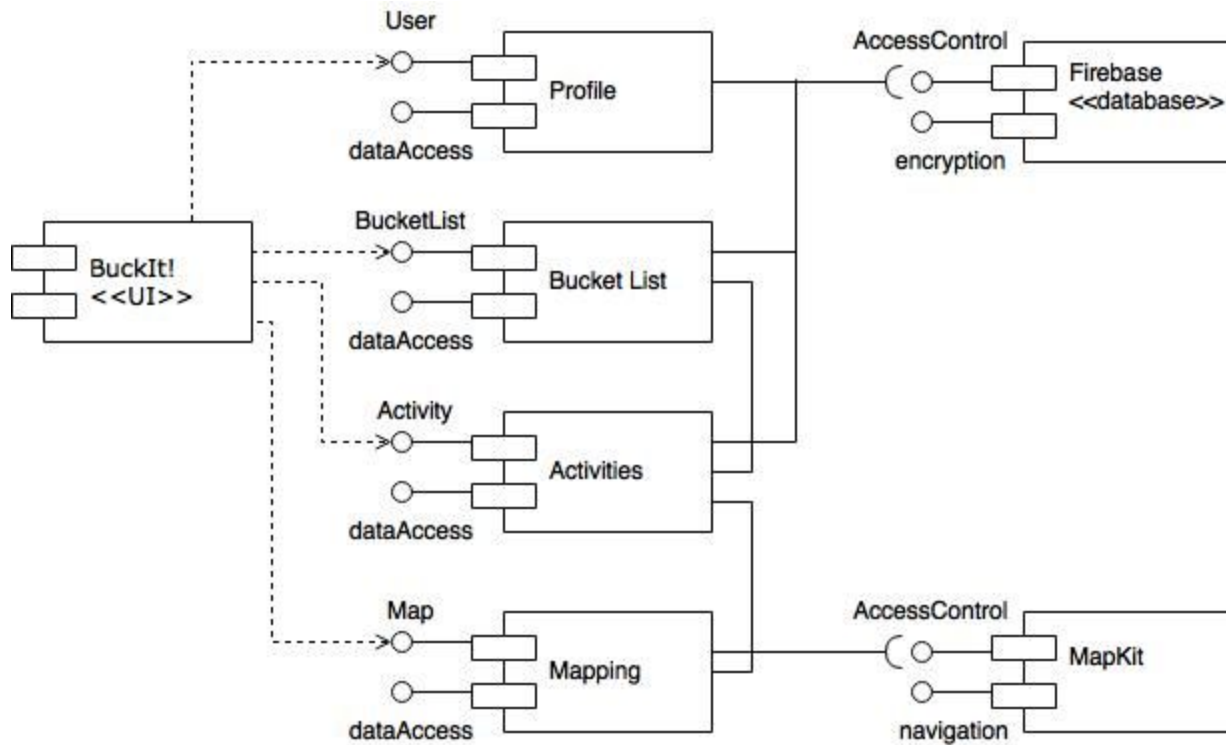 User
AccessControl
Profile
Firebase
<<database>>
dataAccess
encryption
BucketList
BuckIt!
<<UI>>
Bucket List
dataAccess
Activity
Activities
dataAccess
Map
AccessControl
Mapping
MapKit
dataAccess
navigation